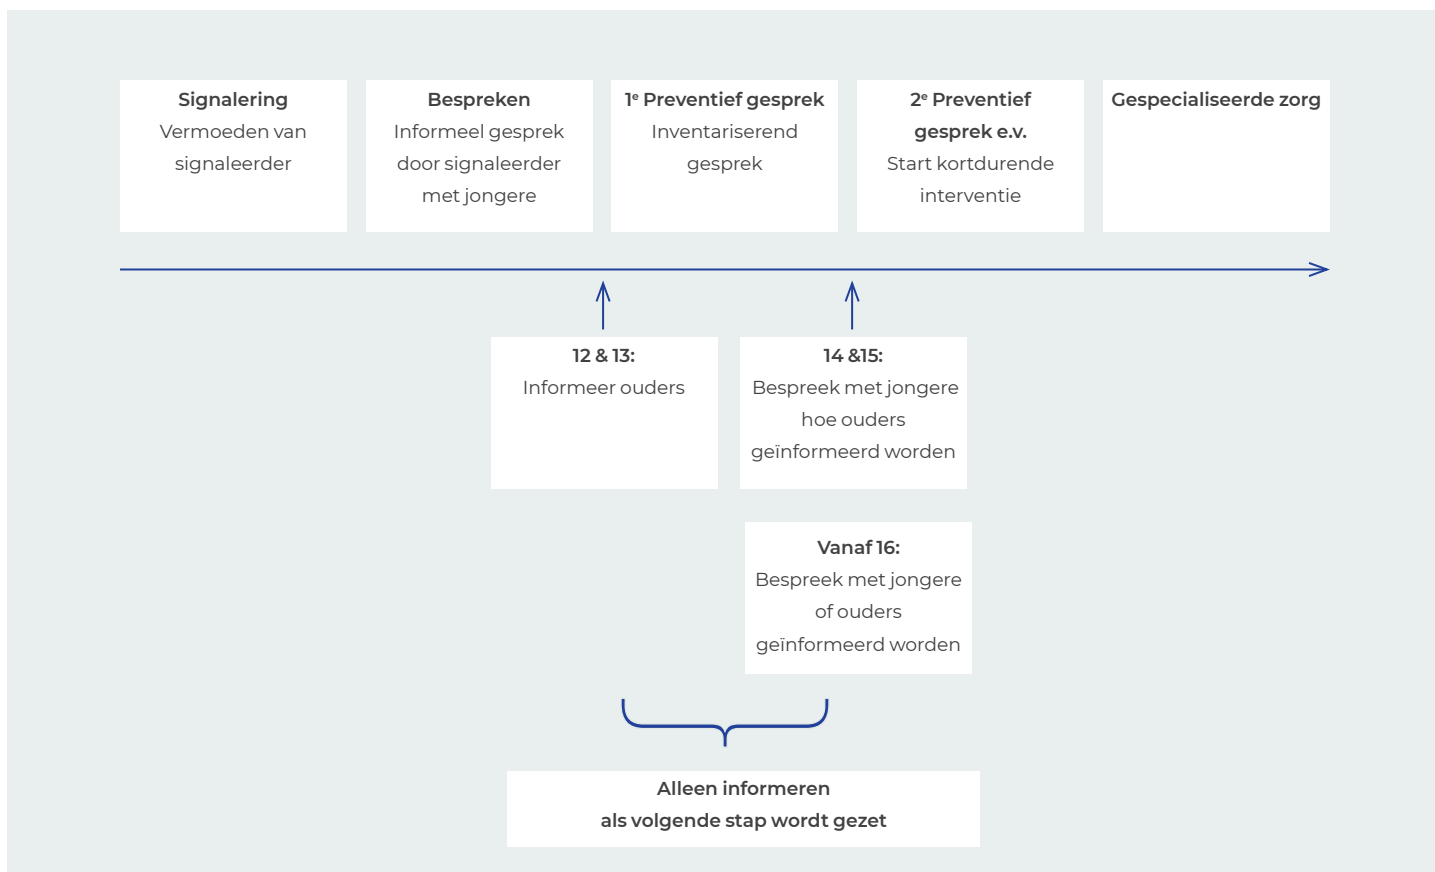 Signalering
Vermoeden van
signaleerder
Bespreken
Informeel gesprek
door signaleerder
met jongere
1e Preventief gesprek
Inventariserend
gesprek
2e Preventief
gesprek e.v.
Start kortdurende
interventie
Gespecialiseerde zorg
12 & 13:
Informeer ouders
14 &15:
Bespreek met jongere
hoe ouders
geïnformeerd worden
Vanaf 16:
Bespreek met jongere
of ouders
geïnformeerd worden
Alleen informeren
als volgende stap wordt gezet